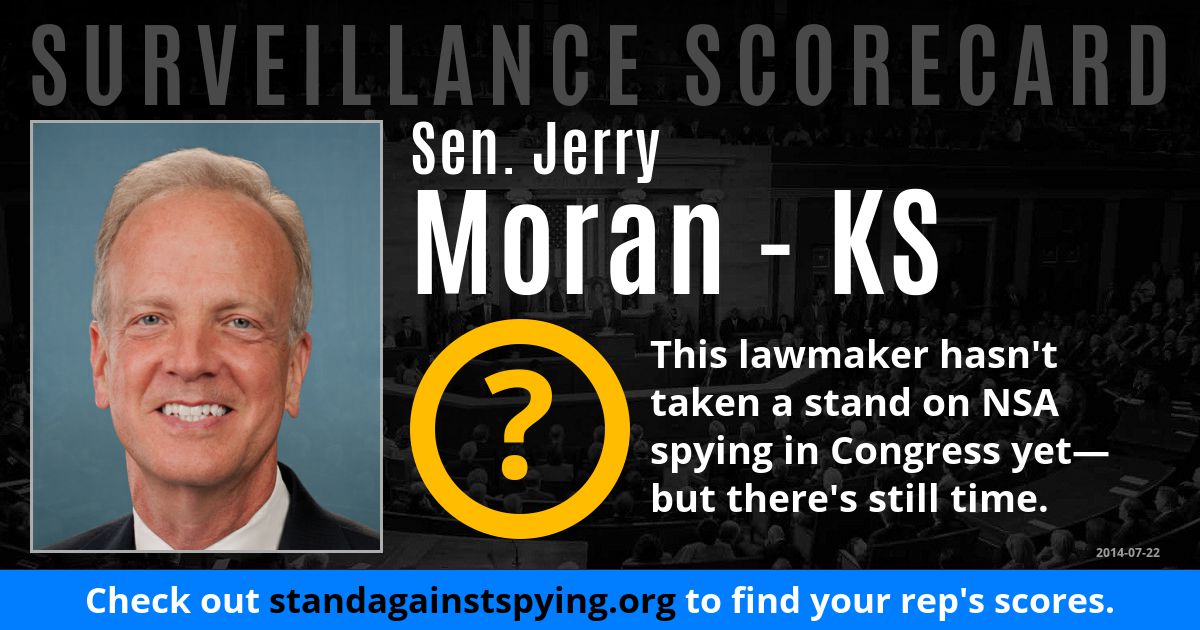 SURVEILLANCE SCORECARD
Sen. Jerry
Moran - KS
?
This lawmaker hasn't
taken a stand on NSA
spying in Congress yet—
but there's still time.
2014-07-22
Check out standagainstspying.org to find your rep's scores.